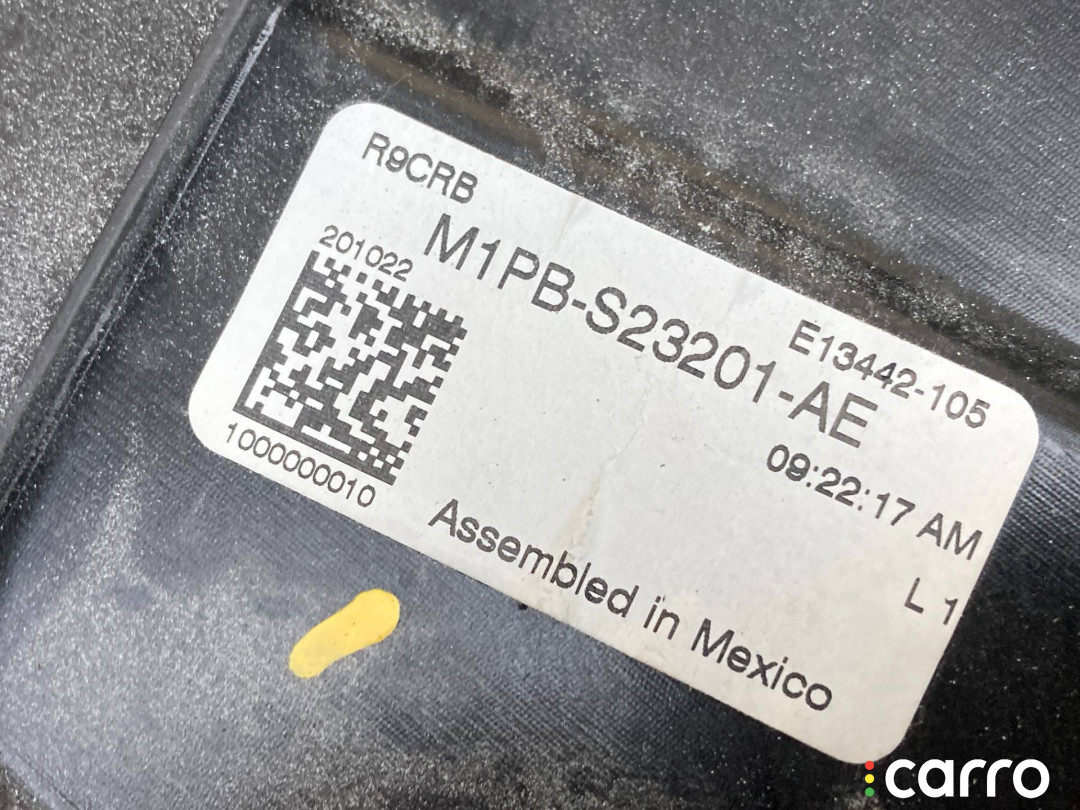 R9CRB
M1PB-S23201-AE
201022
E13442-105
09:22:17 AM
1000000010
L 1
Assembled in Mexico
carro